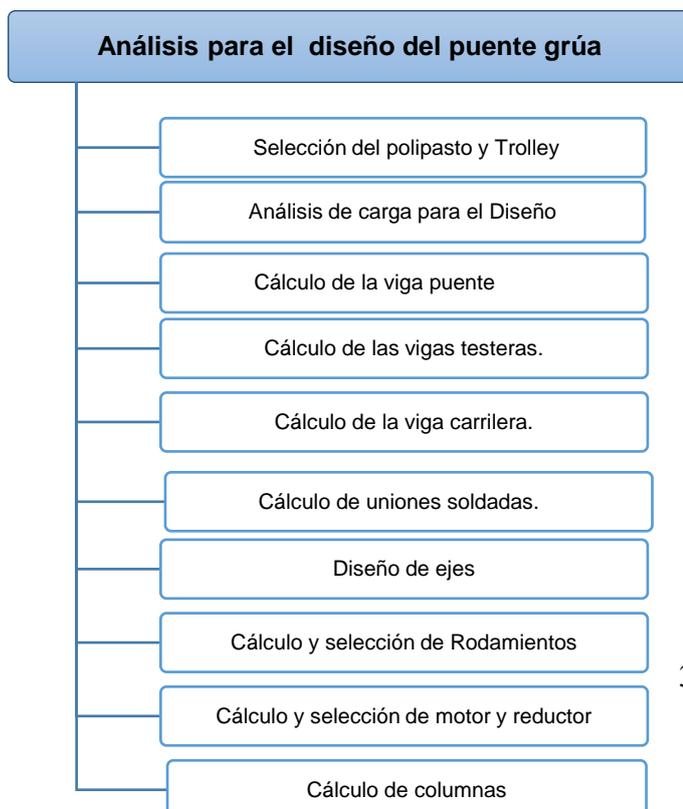 Análisis para el diseño del puente grúa
Selección del polipasto y Trolley
Análisis de carga para el Diseño
Cálculo de la viga puente
Cálculo de las vigas testeras.
Cálculo de la viga carrilera.
Cálculo de uniones soldadas.
Diseño de ejes
Cálculo y selección de Rodamientos
Cálculo y selección de motor y reductor
Cálculo de columnas